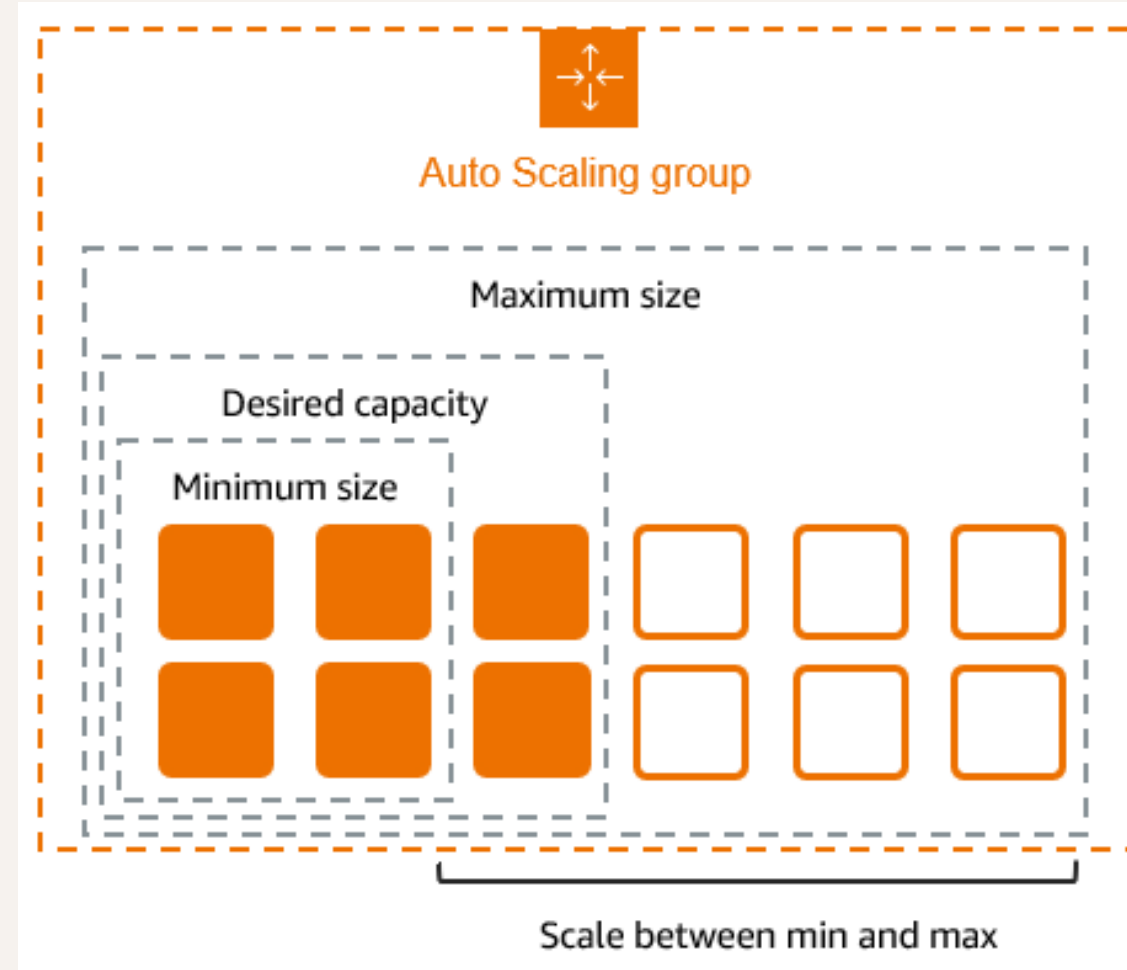 Auto Scaling group
Maximum size
Desired capacity
Minimum size
Scale between min and max